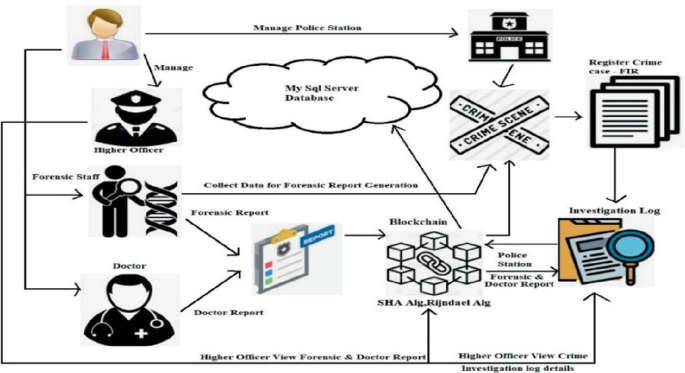 Manage Police Station
Manage
My Sql Server
Database
POLICE
Register Crime
case - FIR
CRIM
CRIME SCENE
ENE
Higher Officer
Forensic Staff
Collect Data for Forensic Report Generation
Forensic Report
REPORT
Blockchain
Investigation Log
Police
Station
Forensic &
Doctor Report
Doctor
SHA Alg,Rijndael Alg
Doctor Report
Higher Officer View Forensic & Doctor Report
Higher Officer View Crime
Investigation log details